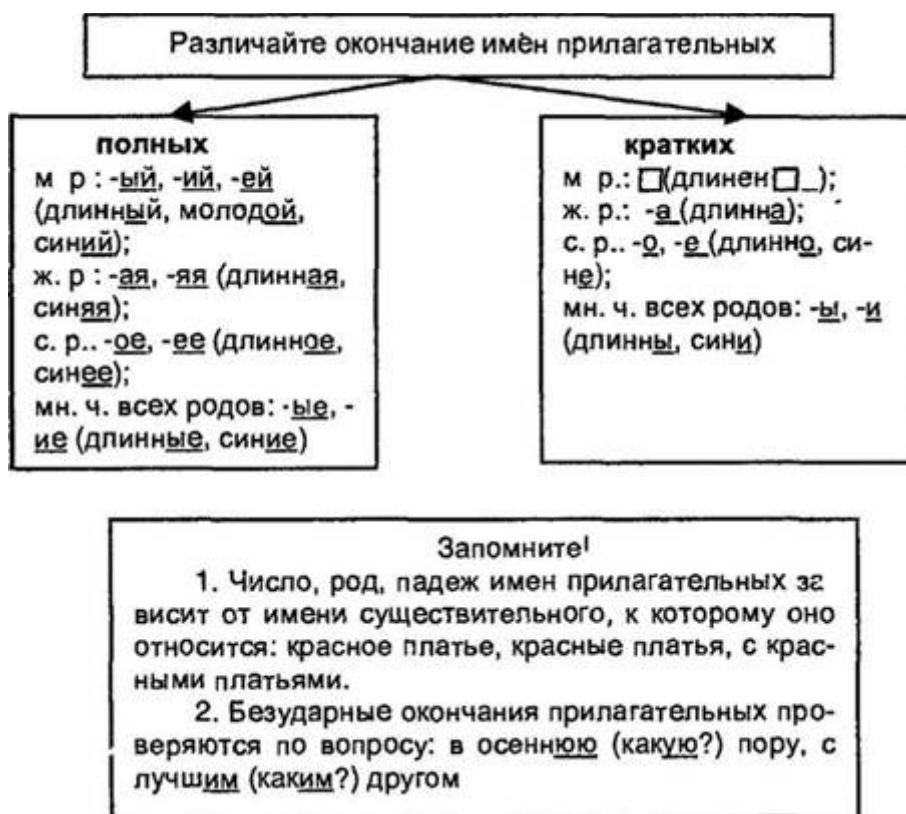 Различайте окончание имён прилагательных
полных
м р : -ый, -ий, -ей
(длинный, молодой,
синий);
ж. р : -ая, -яя (длинная,
синяя);
с. р.. -ое, -ее (длинное,
синее);
мн. ч. всех родов: -ые, -
ие (длинные, синие)
кратких
м р.: □(длинен□_);
ж. р.: -а (длинна);
с. р.. -о, -е (длинно, си-
не);
мн. ч. всех родов: -ы, -и
(длинны, сини)
Запомните!
1. Число, род, падеж имен прилагательных за
висит от имени существительного, к которому оно
относится: красное платье, красные платья, с крас-
ными платьями.
2. Безударные окончания прилагательных про-
веряются по вопросу: в осеннюю (какую?) пору, с
лучшим (каким?) другом